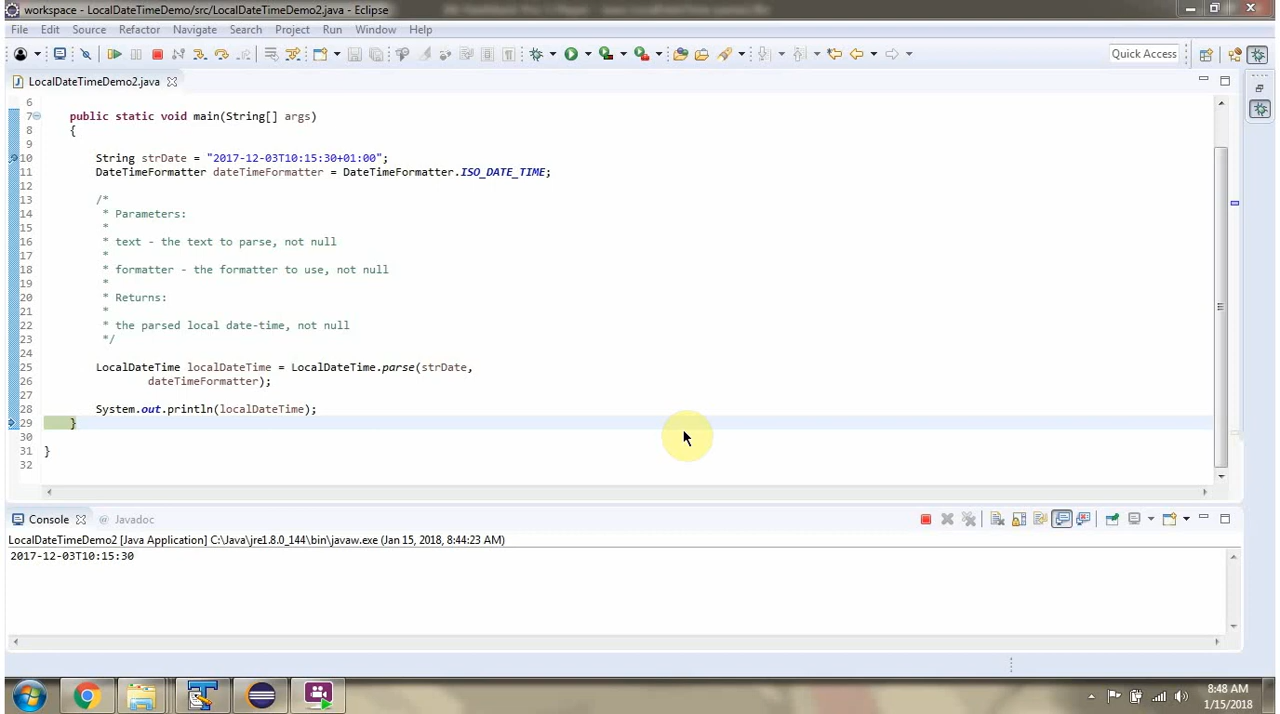 workspace - LocalDateTimeDemo/src/LocalDateTimeDemo2.java - Eclipse
File Edit Source Refactor Navigate Search Project Run Window Help
Quick Access
LocalDateTimeDemo2.java
6
7 public static void main(String[] args)
8 {
9
10 String strDate = "2017-12-03T10:15:30+01:00";
11 DateTimeFormatter dateTimeFormatter = DateTimeFormatter.ISO_DATE_TIME;
12
13 /*
14 * Parameters:
15 *
16 * text - the text to parse, not null
17 *
18 * formatter - the formatter to use, not null
19 *
20 * Returns:
21 *
22 * the parsed local date-time, not null
23 */
24
25 LocalDateTime localDateTime = LocalDateTime.parse(strDate,
26 dateTimeFormatter);
27
28 System.out.println(localDateTime);
29 }
30
31 }
32
Console @ Javadoc
LocalDateTimeDemo2 [Java Application] C:\Java\jre1.8.0_144\bin\javaw.exe (Jan 15, 2018, 8:44:23 AM)
2017-12-03T10:15:30
8:48 AM
1/15/2018